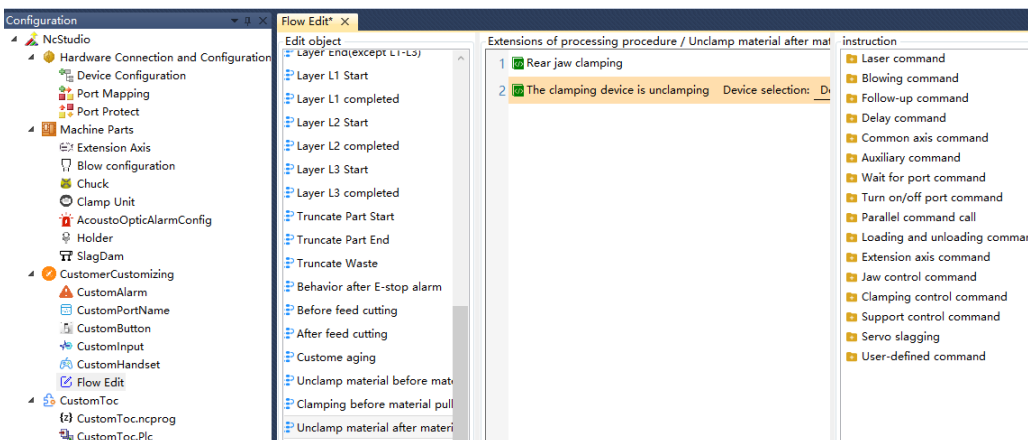 Configuration
NcStudio
Hardware Connection and Configuration
Device Configuration
Port Mapping
Port Protect
Machine Parts
Extension Axis
Blow configuration
Chuck
Clamp Unit
AcoustoOpticAlarmConfig
Holder
SlagDam
CustomerCustomizing
CustomAlarm
CustomPortName
CustomButton
CustomInput
CustomHandset
Flow Edit
CustomToc
CustomToc.ncprog
CustomToc.Plc
Flow Edit*
Edit object
Layer End(except L1-L3)
Layer L1 Start
Layer L1 completed
Layer L2 Start
Layer L2 completed
Layer L3 Start
Layer L3 completed
Truncate Part Start
Truncate Part End
Truncate Waste
Behavior after E-stop alarm
Before feed cutting
After feed cutting
Custome aging
Unclamp material before mate
Clamping before material pull
Unclamp material after materi
Extensions of processing procedure / Unclamp material after mat
1 Rear jaw clamping
2 The clamping device is unclamping Device selection: De
instruction
Laser command
Blowing command
Follow-up command
Delay command
Common axis command
Auxiliary command
Wait for port command
Turn on/off port command
Parallel command call
Loading and unloading comman
Extension axis command
Jaw control command
Clamping control command
Support control command
Servo slagging
User-defined command